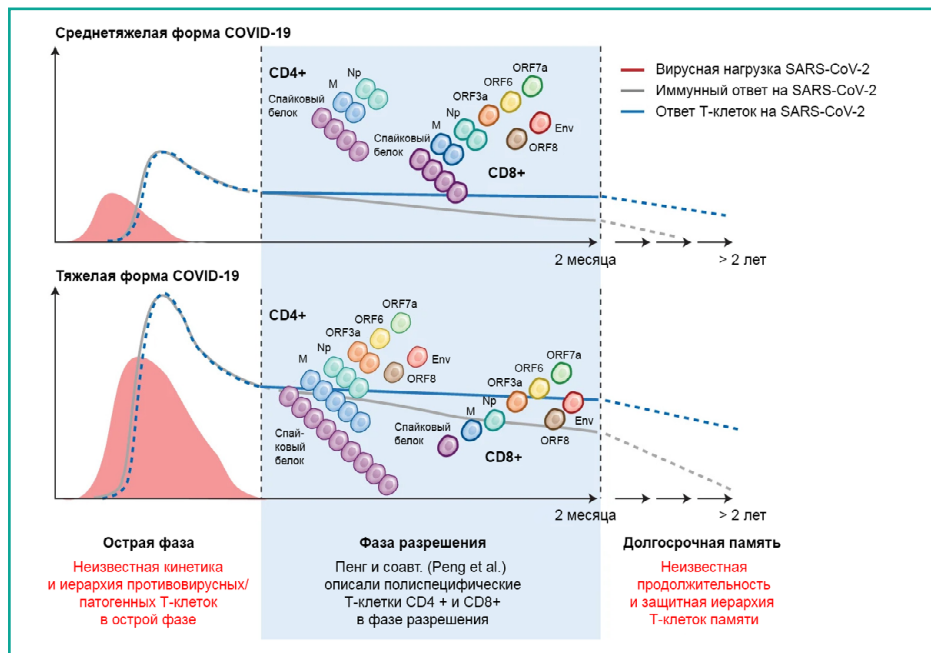 Среднетяжелая форма COVID-19
Вирусная нагрузка SARS-CoV-2
Иммунный ответ на SARS-CoV-2
Ответ Т-клеток на SARS-CoV-2
CD4+
Np
M
Спайковый
белок
ORF7a
ORF6
ORF3a
Np
M
Env
ORF8
Спайковый
белок
CD8+
2 месяца
> 2 лет
Тяжелая форма COVID-19
CD4+
ORF7a
ORF6
ORF3a
Np
M
Env
ORF8
Спай-
ковый
белок
ORF7a
ORF6
ORF3a
Np
M
Env
ORF8
Спайковый
белок
CD8+
2 месяца
> 2 лет
Острая фаза
Неизвестная кинетика
и иерархия противовирусных/
патогенных Т-клеток
в острой фазе
Фаза разрешения
Пенг и соавт. (Peng et al.)
описали полиспецифические
Т-клетки CD4 + и CD8+
в фазе разрешения
Долгосрочная память
Неизвестная
продолжительность
и защитная иерархия
Т-клеток памяти